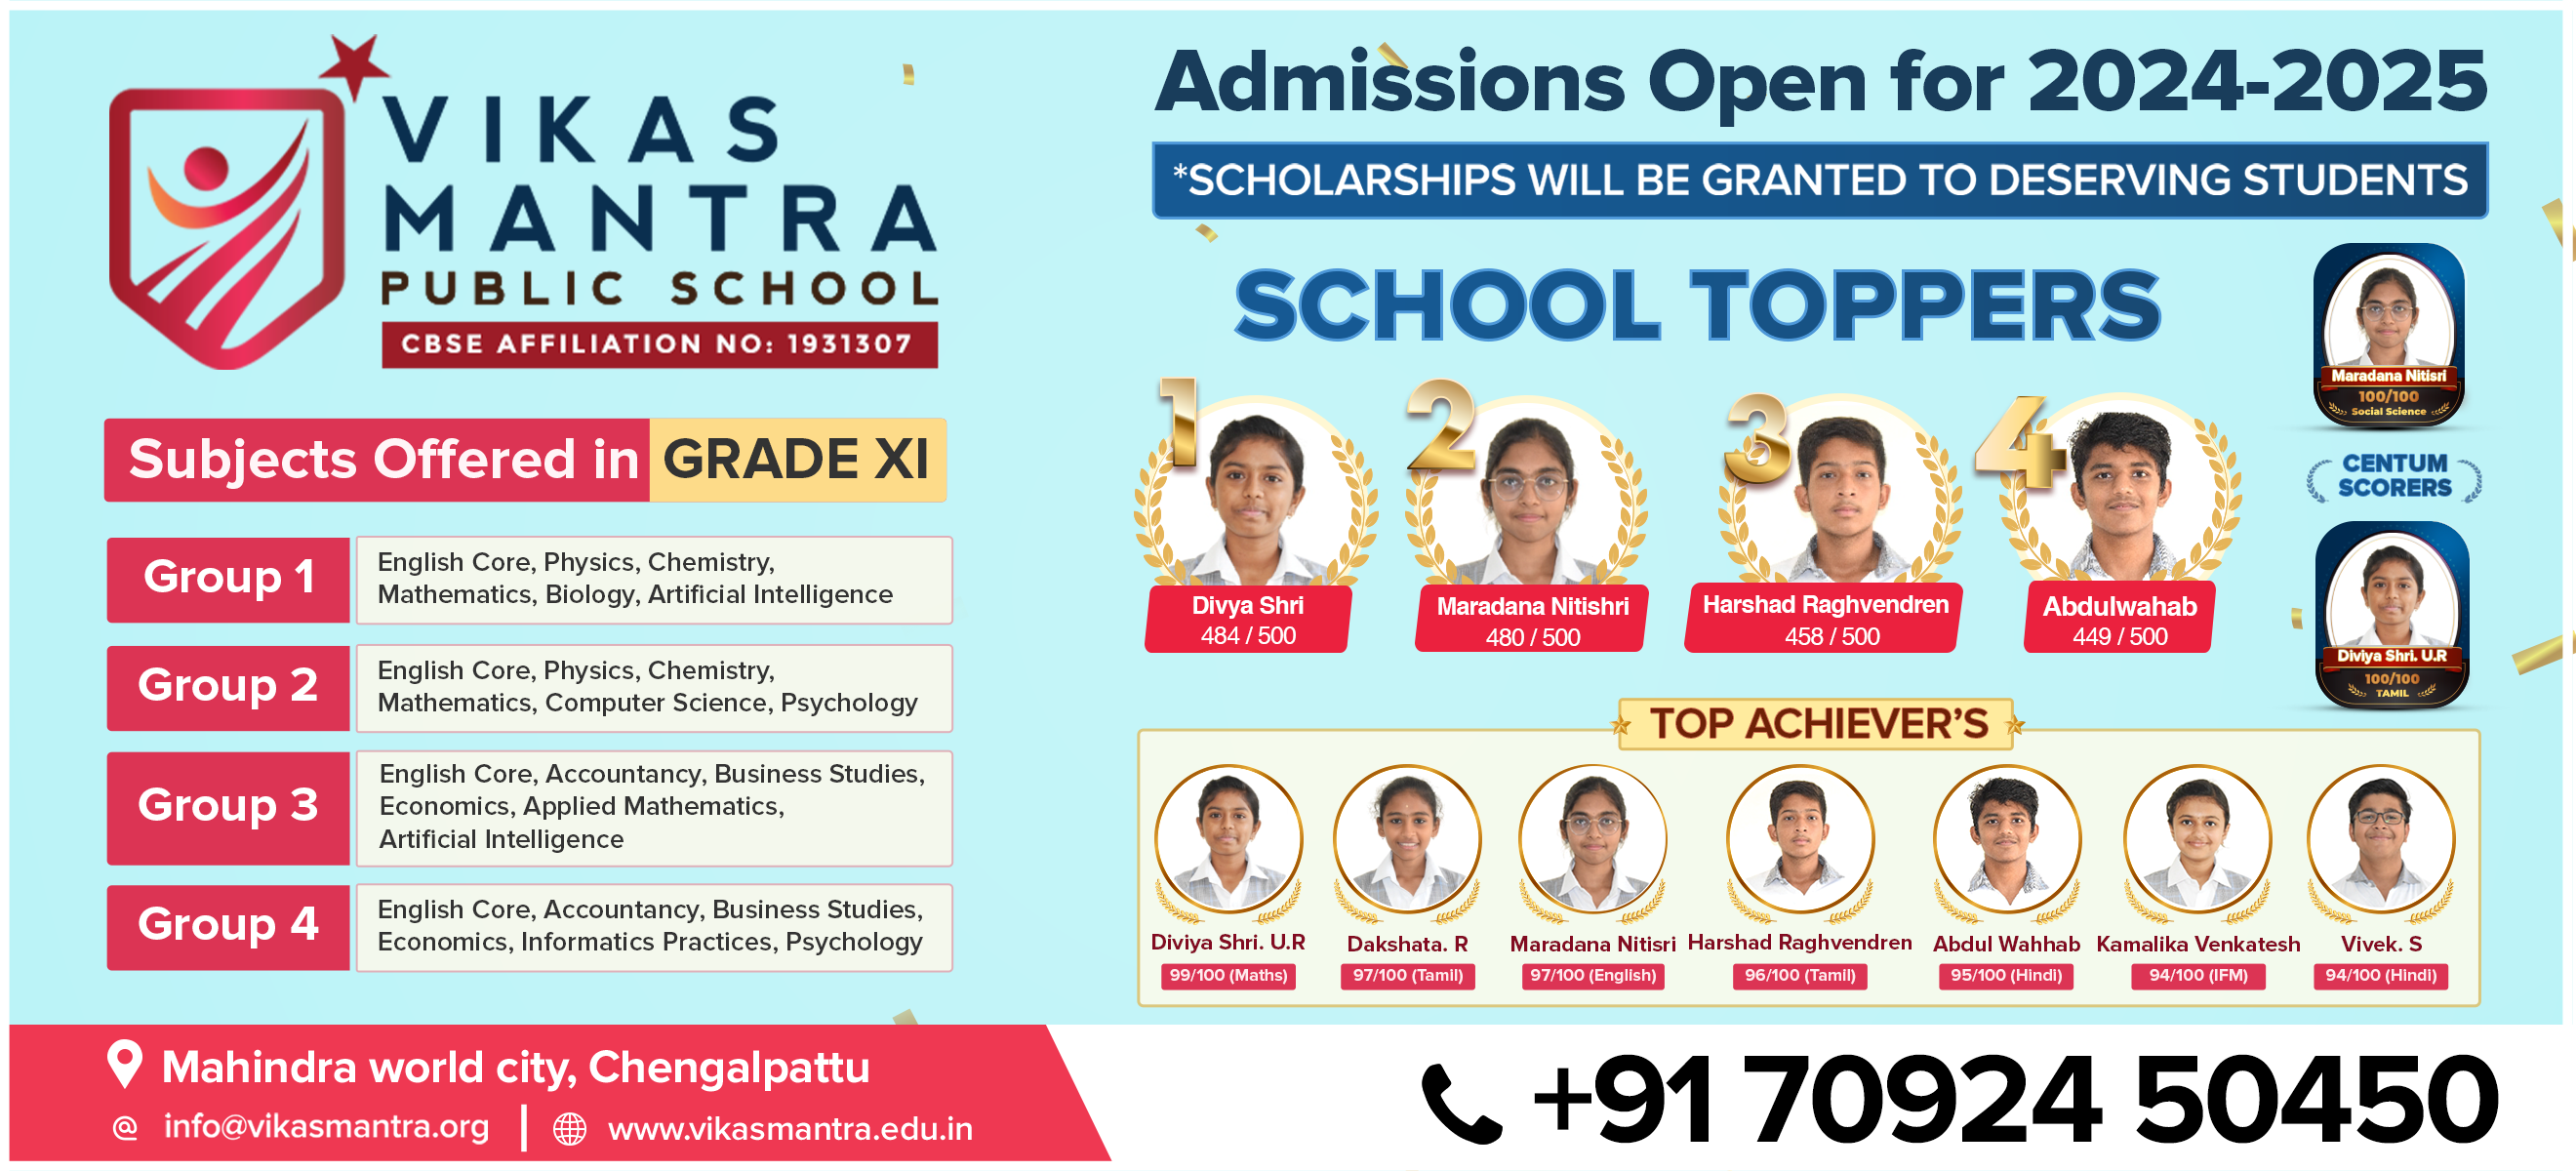 VIKAS
MANTRA
PUBLIC SCHOOL
CBSE AFFILIATION NO: 1931307
Subjects Offered in GRADE XI
Group 1
English Core, Physics, Chemistry,
Mathematics, Biology, Artificial Intelligence
Group 2
English Core, Physics, Chemistry,
Mathematics, Computer Science, Psychology
Group 3
English Core, Accountancy, Business Studies,
Economics, Applied Mathematics,
Artificial Intelligence
Group 4
English Core, Accountancy, Business Studies,
Economics, Informatics Practices, Psychology
Admissions Open for 2024-2025
*SCHOLARSHIPS WILL BE GRANTED TO DESERVING STUDENTS
SCHOOL TOPPERS
1
Divya Shri
484 / 500
2
Maradana Nitishri
480 / 500
3
Harshad Raghvendren
458 / 500
4
Abdulwahab
449 / 500
Maradana Nitisri
100/100
Social Science
CENTUM
SCORERS
Diviya Shri. U.R
100/100
TAMIL
TOP ACHIEVER'S
Diviya Shri. U.R
99/100 (Maths)
Dakshata. R
97/100 (Tamil)
Maradana Nitisri
97/100 (English)
Harshad Raghvendren
96/100 (Tamil)
Abdul Wahhab
95/100 (Hindi)
Kamalika Venkatesh
94/100 (IFM)
Vivek. S
94/100 (Hindi)
Mahindra world city, Chengalpattu
@ info@vikasmantra.org | www.vikasmantra.edu.in
+91 70924 50450